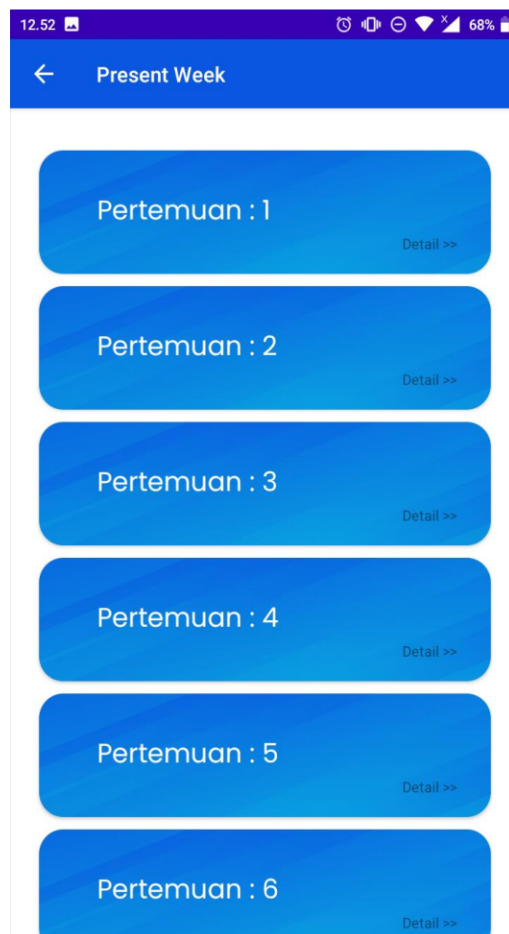 12.52 68%
Present Week
Pertemuan : 1
Detail >>
Pertemuan : 2
Detail >>
Pertemuan : 3
Detail >>
Pertemuan : 4
Detail >>
Pertemuan : 5
Detail >>
Pertemuan : 6
Detail >>